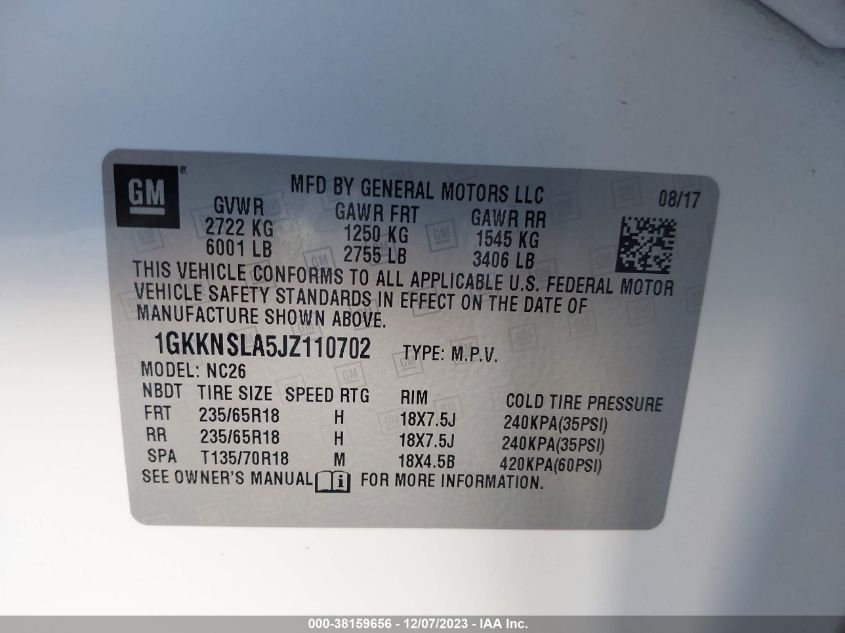 GM®
MFD BY GENERAL MOTORS LLC 08/17
GVWR GAWR FRT GAWR RR
2722 KG 1250 KG 1545 KG
6001 LB 2755 LB 3406 LB
THIS VEHICLE CONFORMS TO ALL APPLICABLE U.S. FEDERAL MOTOR
VEHICLE SAFETY STANDARDS IN EFFECT ON THE DATE OF
MANUFACTURE SHOWN ABOVE.
1GKKNSLA5JZ110702 TYPE: M.P.V.
MODEL: NC26
NBDT TIRE SIZE SPEED RTG RIM COLD TIRE PRESSURE
FRT 235/65R18 H 18X7.5J 240KPA(35PSI)
RR 235/65R18 H 18X7.5J 240KPA(35PSI)
SPA T135/70R18 M 18X4.5B 420KPA(60PSI)
SEE OWNER'S MANUAL i FOR MORE INFORMATION.
000-38159656 - 12/07/2023 - IAA Inc.